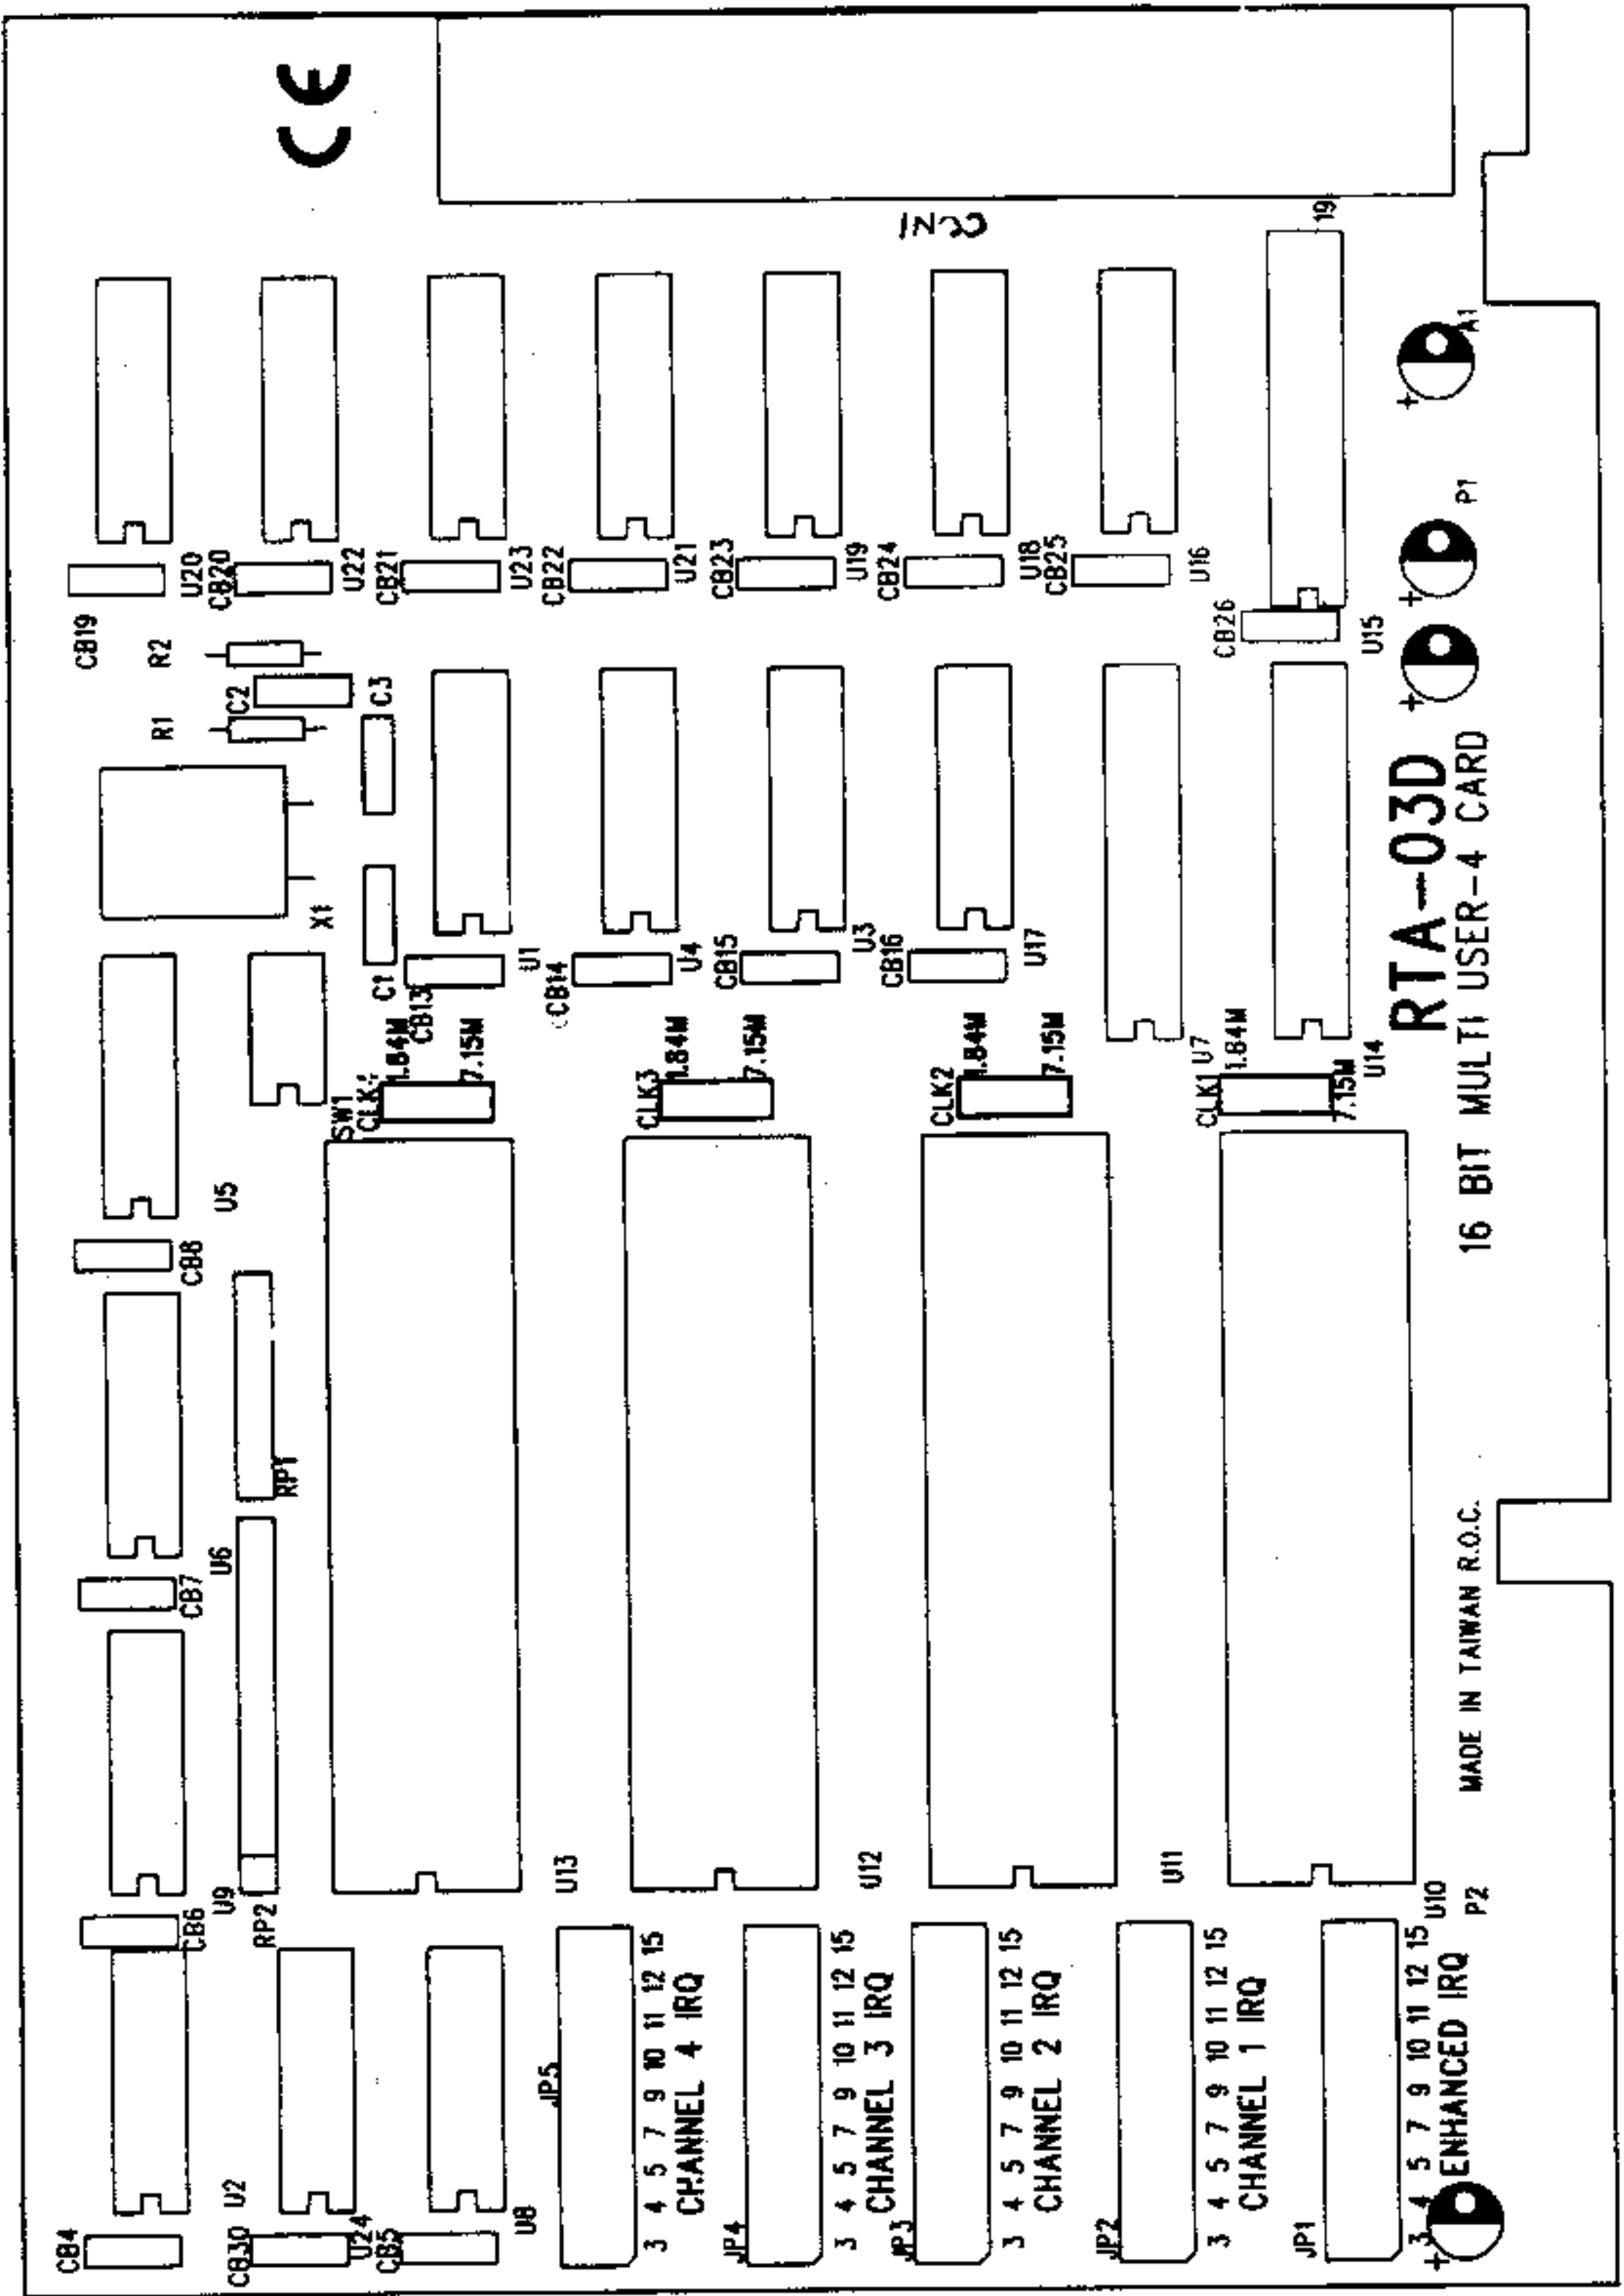 CB4
CB6
CB7
CB8
CB19
CE
U2
U9
U6
U5
R1
R2
CB30
RP2
RP1
X1
C2
U20
CB20
U24
CB5
SW1
C1
C3
U22
CB21
U8
U13
CLK4
1.84M
7.15M
CB13
U1
U23
CB22
JP5
3 4 5 7 9 10 11 12 15
CHANNEL 4 IRQ
CLK3
1.84M
7.15M
CB14
U4
U21
CB23
JP4
3 4 5 7 9 10 11 12 15
CHANNEL 3 IRQ
U12
CB15
U3
U19
CB24
CN1
JP3
3 4 5 7 9 10 11 12 15
CHANNEL 2 IRQ
CLK2
1.84M
7.15M
CB16
U17
U18
CB25
JP2
3 4 5 7 9 10 11 12 15
CHANNEL 1 IRQ
U11
U7
U16
CLK1
1.84M
7.15M
U14
CB26
U15
19
JP1
3 4 5 7 9 10 11 12 15
ENHANCED IRQ
U10
P2
MADE IN TAIWAN R.O.C.
RTA-03D
16 BIT MULTI USER-4 CARD
P1
A1
+
+
+
+